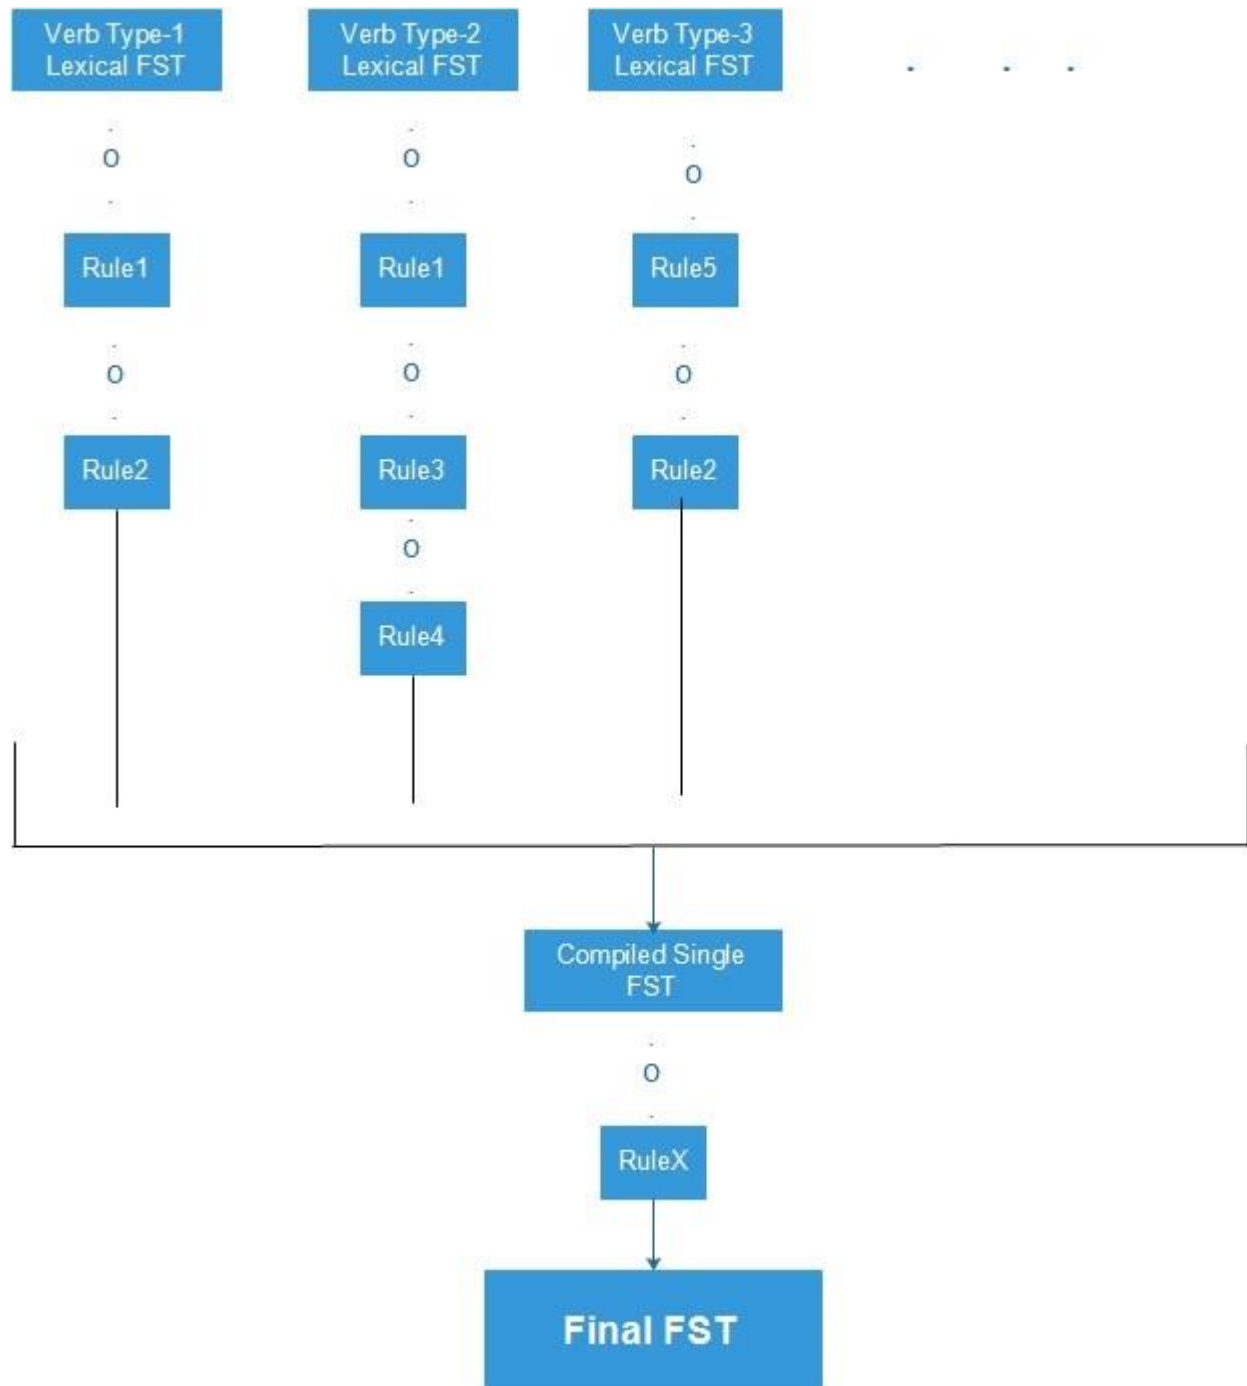 Verb Type-1
Lexical FST
Verb Type-2
Lexical FST
Verb Type-3
Lexical FST
. . .
.
o
.
.
o
.
.
o
.
Rule1
Rule1
Rule5
.
o
.
.
o
.
.
o
.
Rule2
Rule3
Rule2
.
o
.
Rule4
Compiled Single
FST
.
o
.
RuleX
Final FST